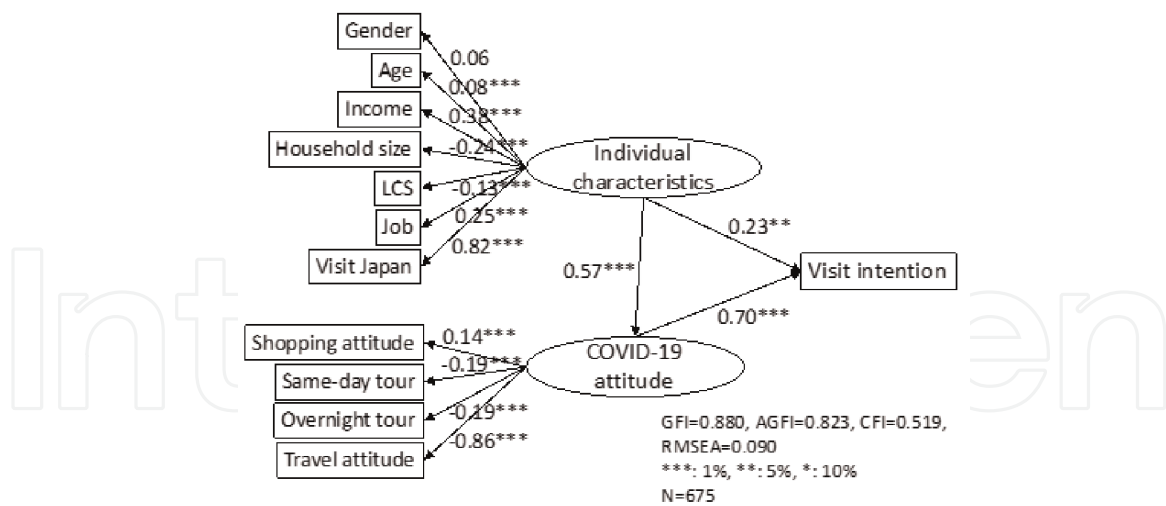 Gender
0.06
Age
0.08***
Income
0.38***
Household size
-0.24***
Individual
characteristics
LCS
-0.13***
Job
0.25***
0.23**
Visit Japan
0.82***
0.57***
Visit intention
0.70***
Shopping attitude
0.14***
COVID-19
attitude
Same-day tour
-0.19***
Overnight tour
-0.19***
Travel attitude
-0.86***
GFI=0.880, AGFI=0.823, CFI=0.519,
RMSEA=0.090
***: 1%, **: 5%, *: 10%
N=675
Inten